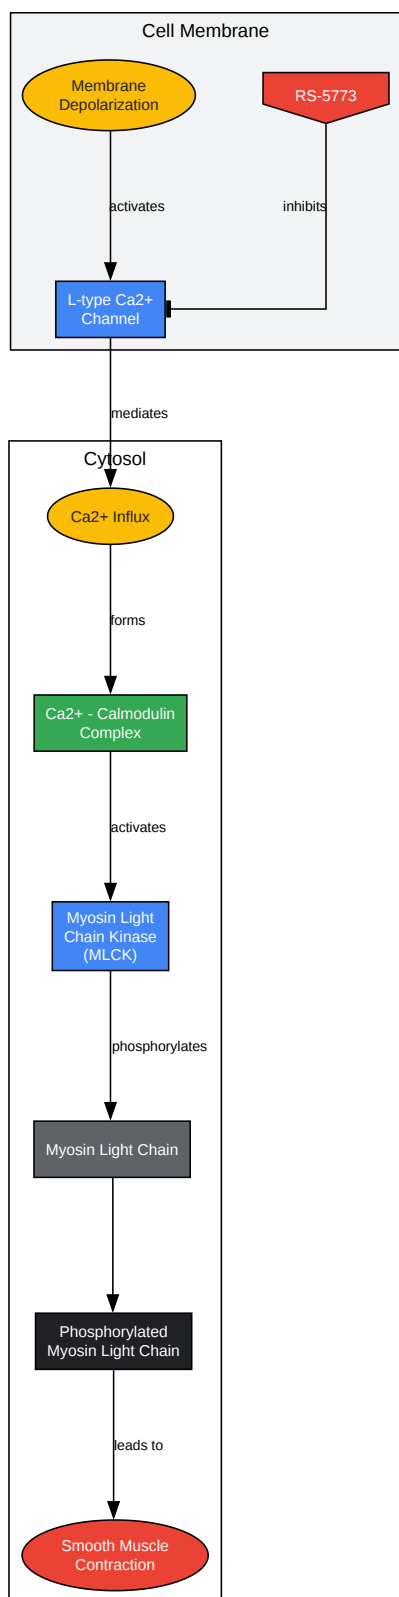 Cell Membrane
Membrane
Depolarization
RS-5773
activates
inhibits
L-type Ca2+
Channel
mediates
Cytosol
Ca2+ Influx
forms
Ca2+ - Calmodulin
Complex
activates
Myosin Light
Chain Kinase
(MLCK)
phosphorylates
Myosin Light Chain
Phosphorylated
Myosin Light Chain
leads to
Smooth Muscle
Contraction